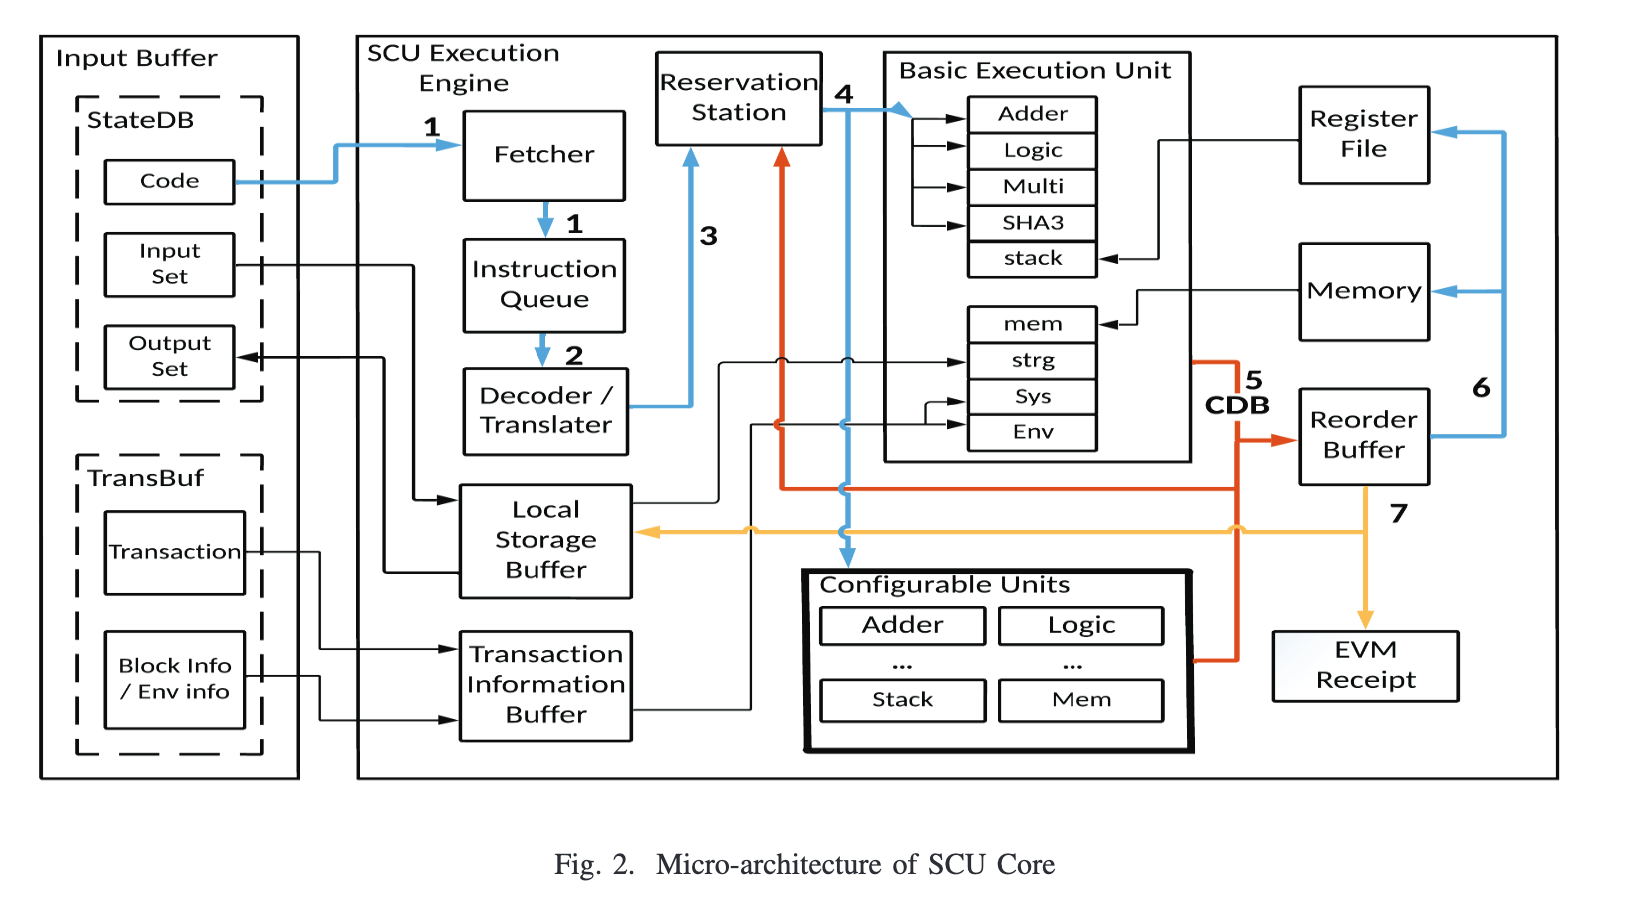 Input Buffer
StateDB
Code
Input
Set
Output
Set
TransBuf
Transaction
Block Info
/ Env info
SCU Execution
Engine
1
Fetcher
1
Instruction
Queue
2
Decoder /
Translater
3
Local
Storage
Buffer
Transaction
Information
Buffer
Reservation
Station
4
Basic Execution Unit
Adder
Logic
Multi
SHA3
stack
mem
strg
Sys
Env
5
CDB
Configurable Units
Adder
Logic
...
...
Stack
Mem
Register
File
Memory
6
Reorder
Buffer
7
EVM
Receipt
Fig. 2. Micro-architecture of SCU Core